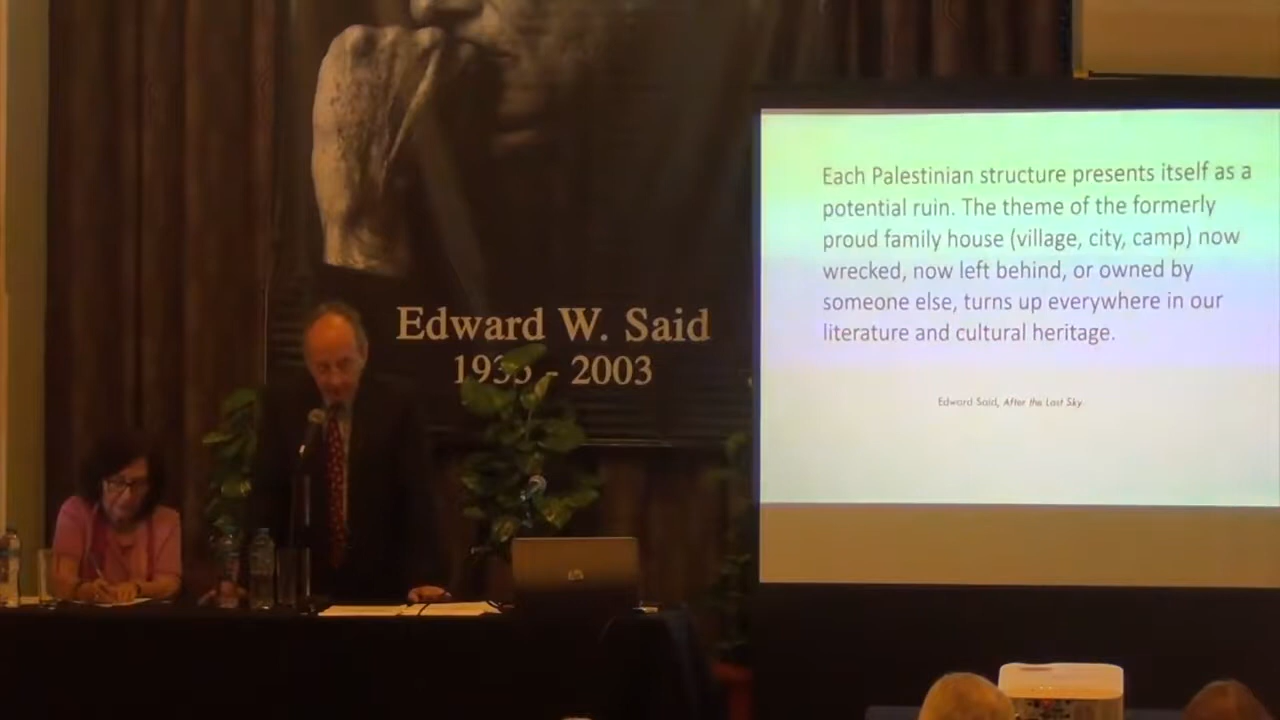 Edward W. Said
1935 - 2003
Each Palestinian structure presents itself as a
potential ruin. The theme of the formerly
proud family house (village, city, camp) now
wrecked, now left behind, or owned by
someone else, turns up everywhere in our
literature and cultural heritage.
Edward Said, After the Last Sky
hp